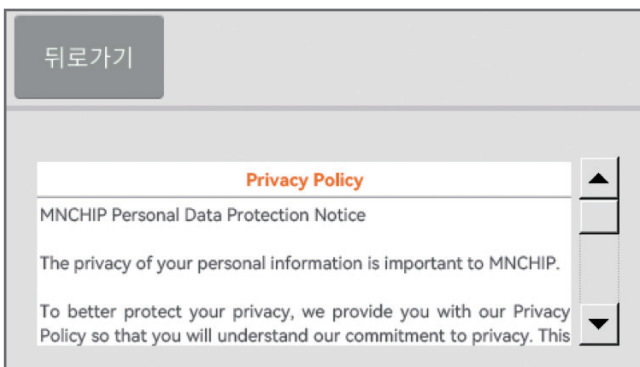 뒤로가기
Privacy Policy
MNCHIP Personal Data Protection Notice
The privacy of your personal information is important to MNCHIP.
To better protect your privacy, we provide you with our Privacy
Policy so that you will understand our commitment to privacy. This